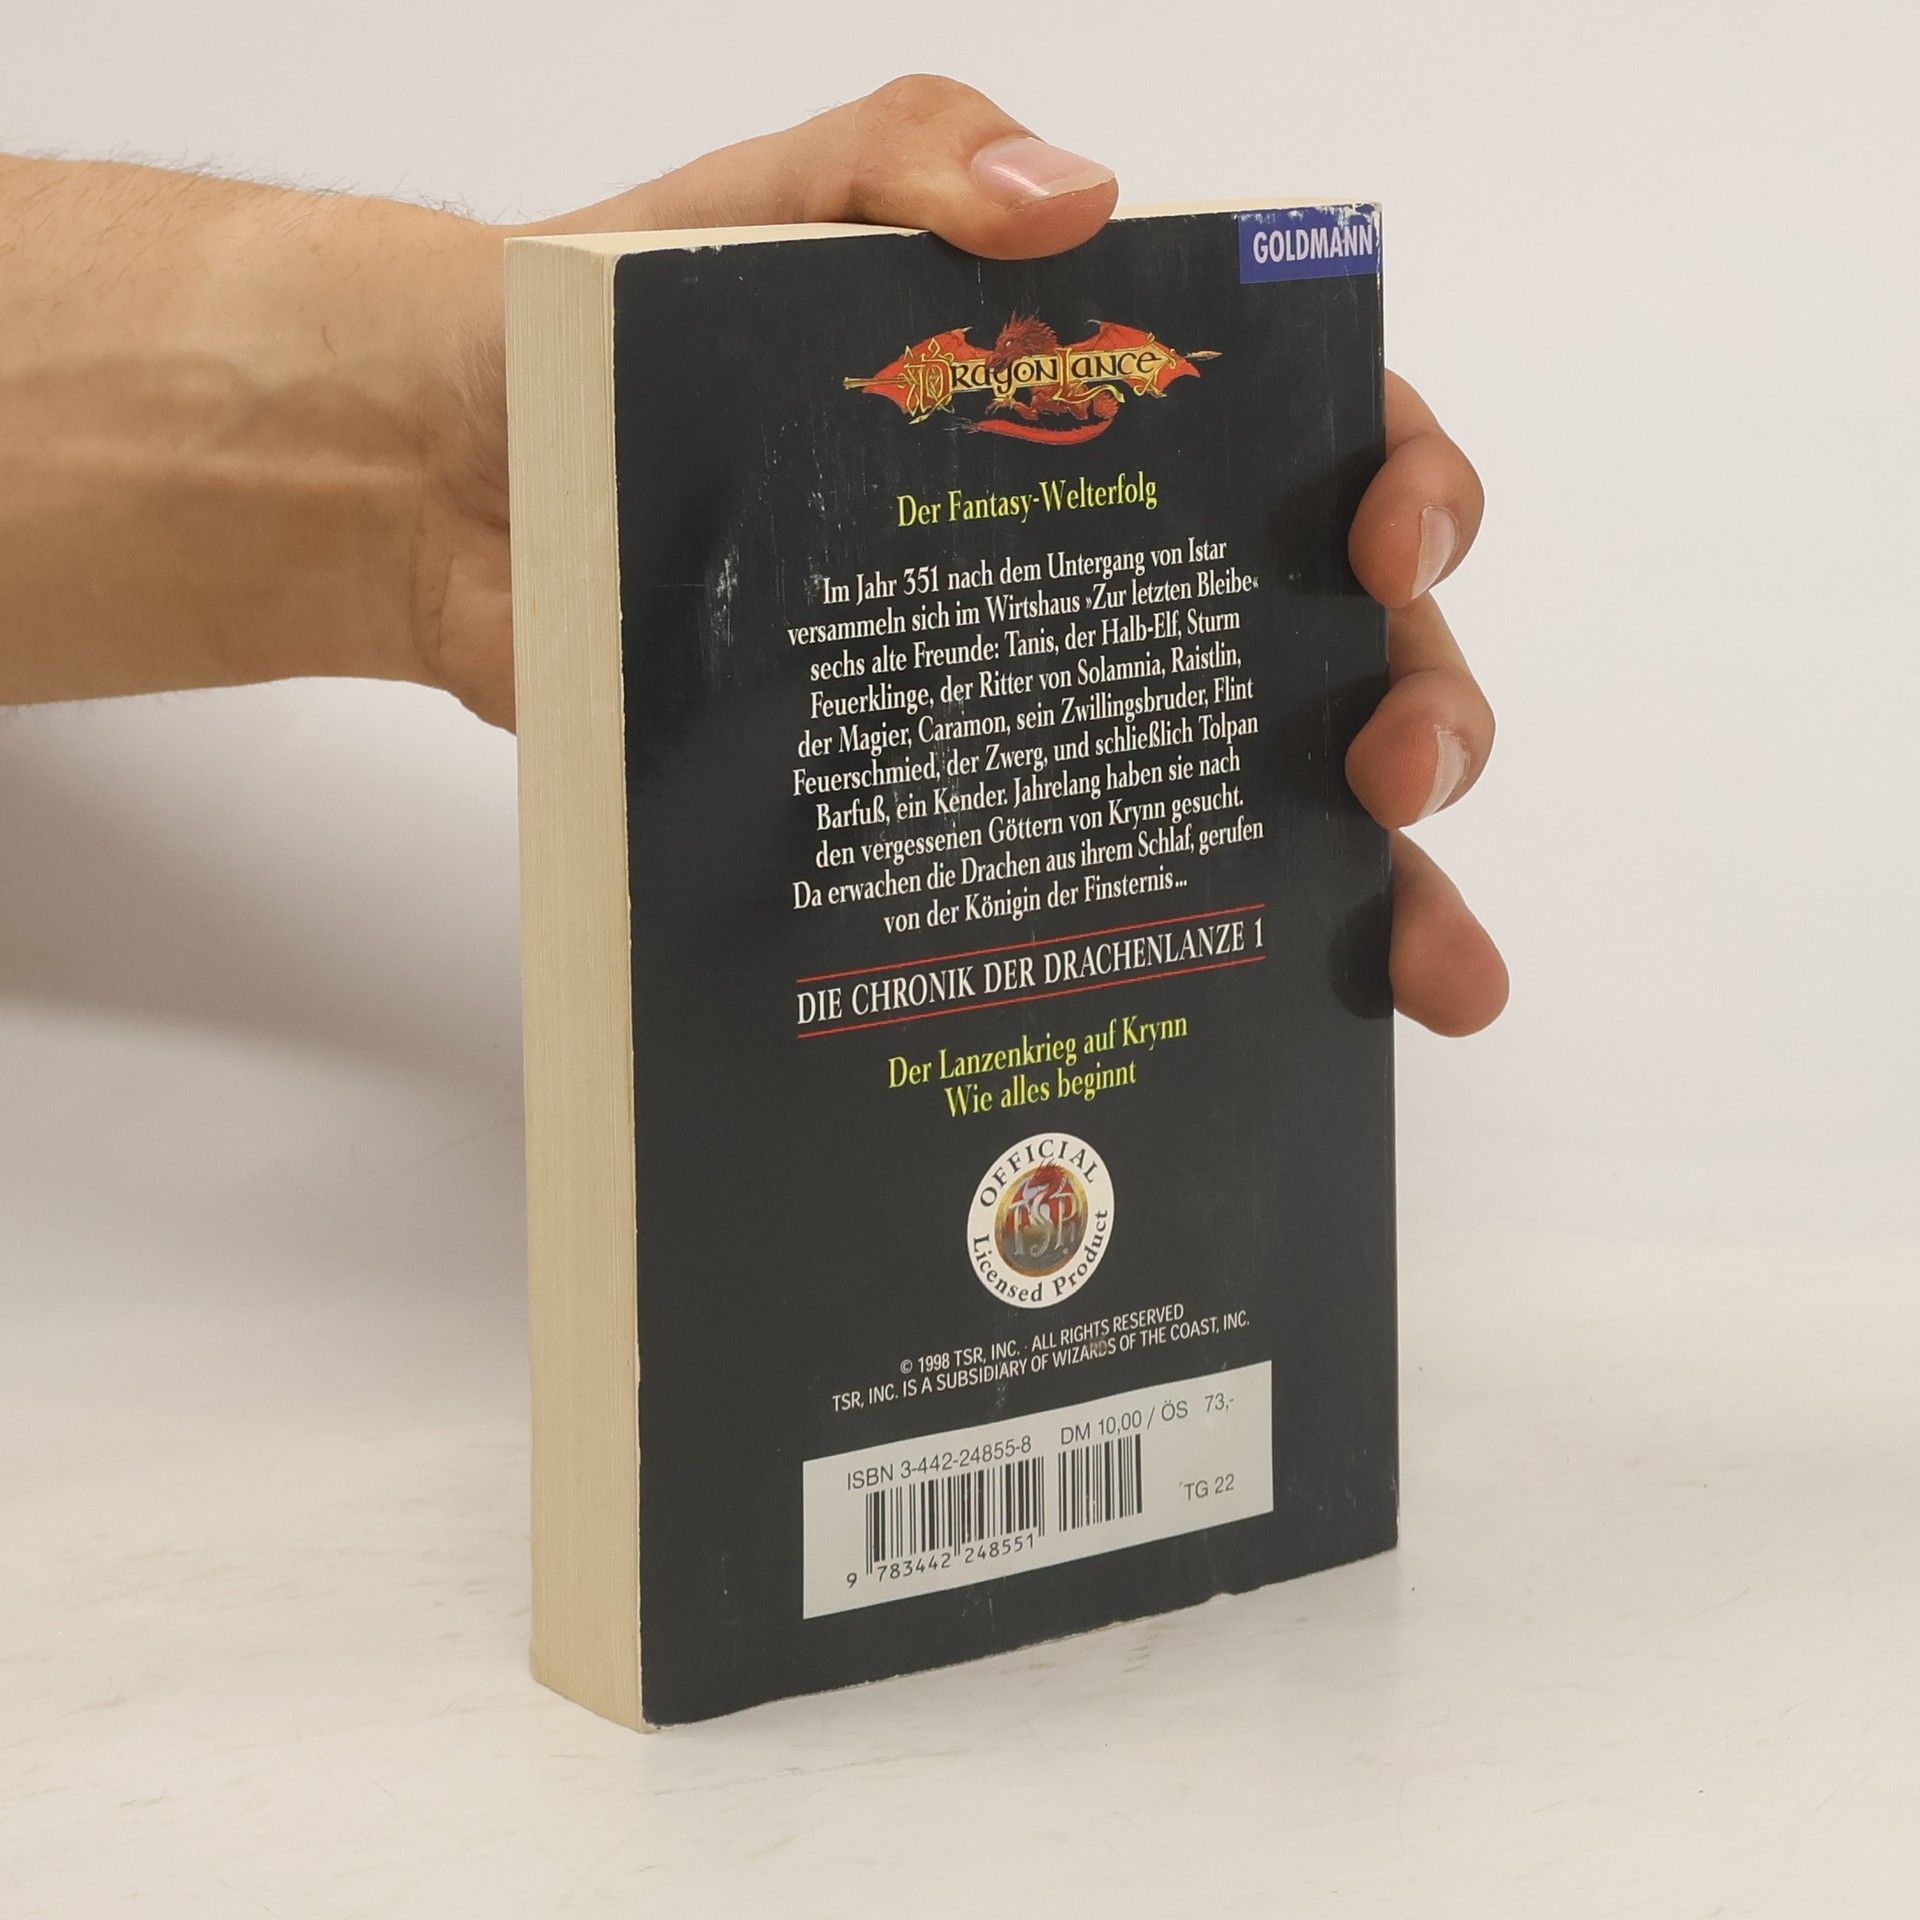 GOLDMANN
DRAGONLANCE
Der Fantasy-Welterfolg
Im Jahr 351 nach dem Untergang von Istar
versammeln sich im Wirtshaus »Zur letzten Bleibe«
sechs alte Freunde: Tanis, der Halb-Elf, Sturm
Feuerklinge, der Ritter von Solamnia, Raistlin,
der Magier, Caramon, sein Zwillingsbruder, Flint
Feuerschmied, der Zwerg, und schließlich Tolpan
Barfuß, ein Kender. Jahrelang haben sie nach
den vergessenen Göttern von Krynn gesucht.
Da erwachen die Drachen aus ihrem Schlaf, gerufen
von der Königin der Finsternis...
DIE CHRONIK DER DRACHENLANZE 1
Der Lanzenkrieg auf Krynn
Wie alles beginnt
OFFICIAL
TSR
Licensed Product
© 1998 TSR, INC. · ALL RIGHTS RESERVED
TSR, INC. IS A SUBSIDIARY OF WIZARDS OF THE COAST, INC.
ISBN 3-442-24855-8 DM 10,00 / ÖS 73,-
TG 22
9 783442 248551